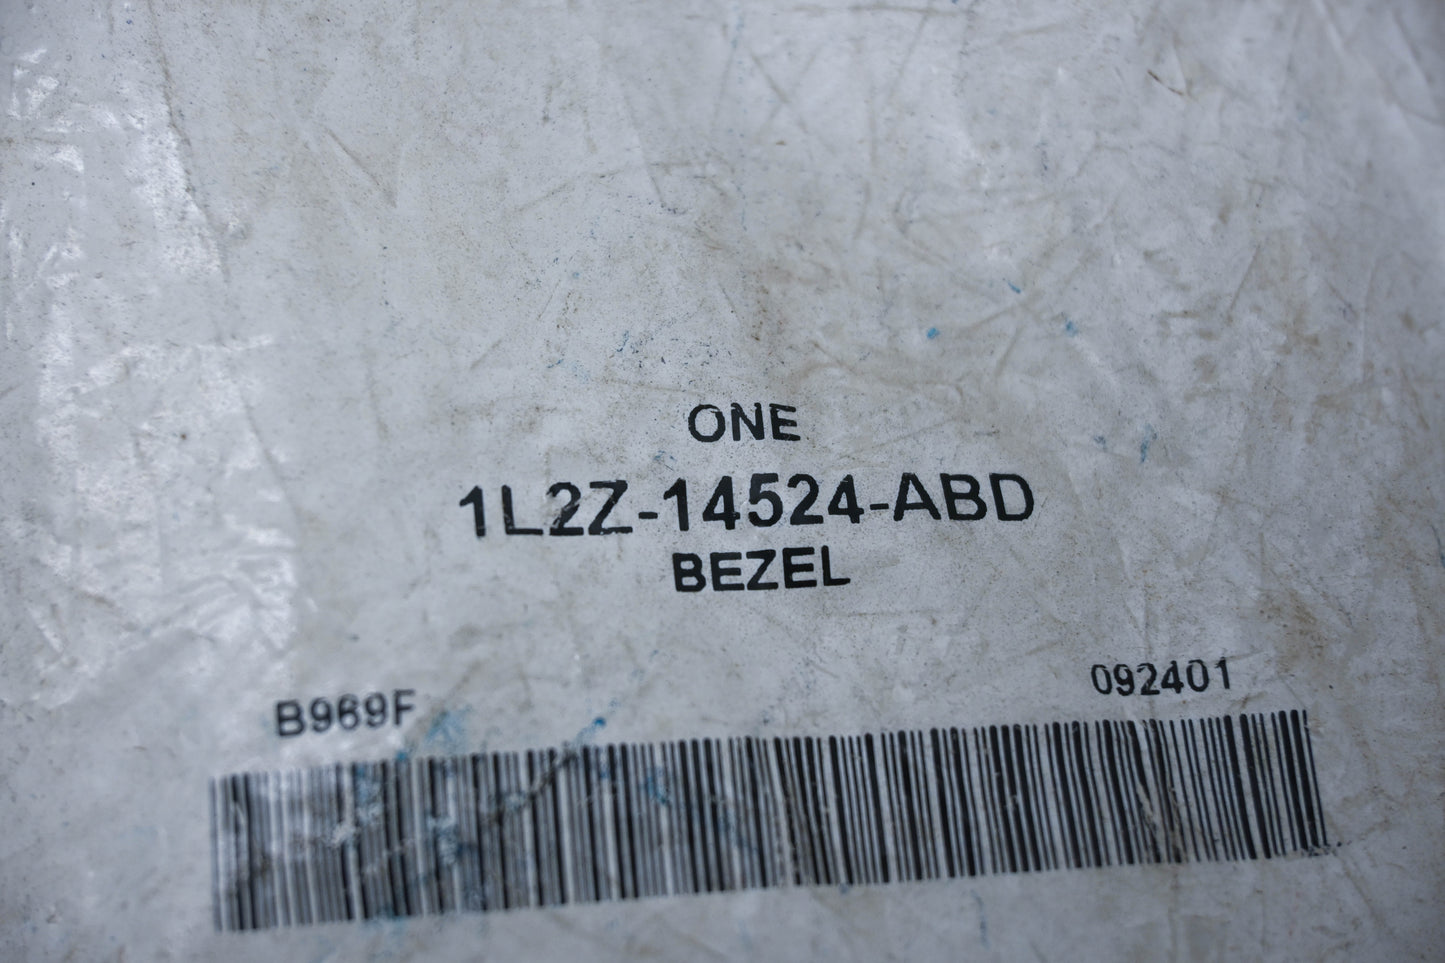 ONE
1L2Z-14524-ABD
BEZEL
092401
B969F